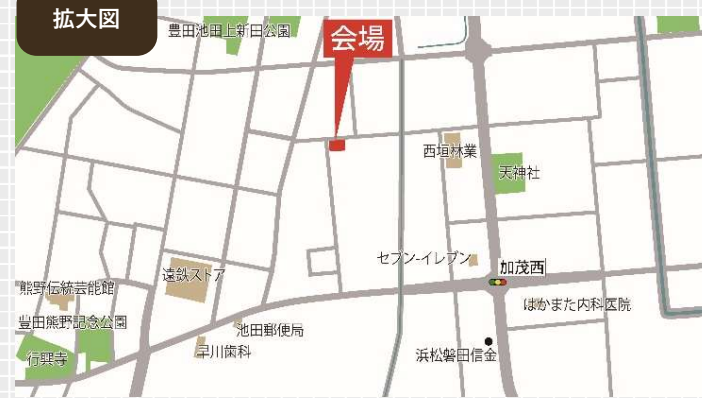 拡大図
豊田池田上新田公園
会場
西垣林業
天神社
セブン-イレブン
加茂西
遠鉄ストア
熊野伝統芸能館
はかまた内科医院
豊田熊野記念公園
池田郵便局
早川歯科
浜松磐田信金
行興寺